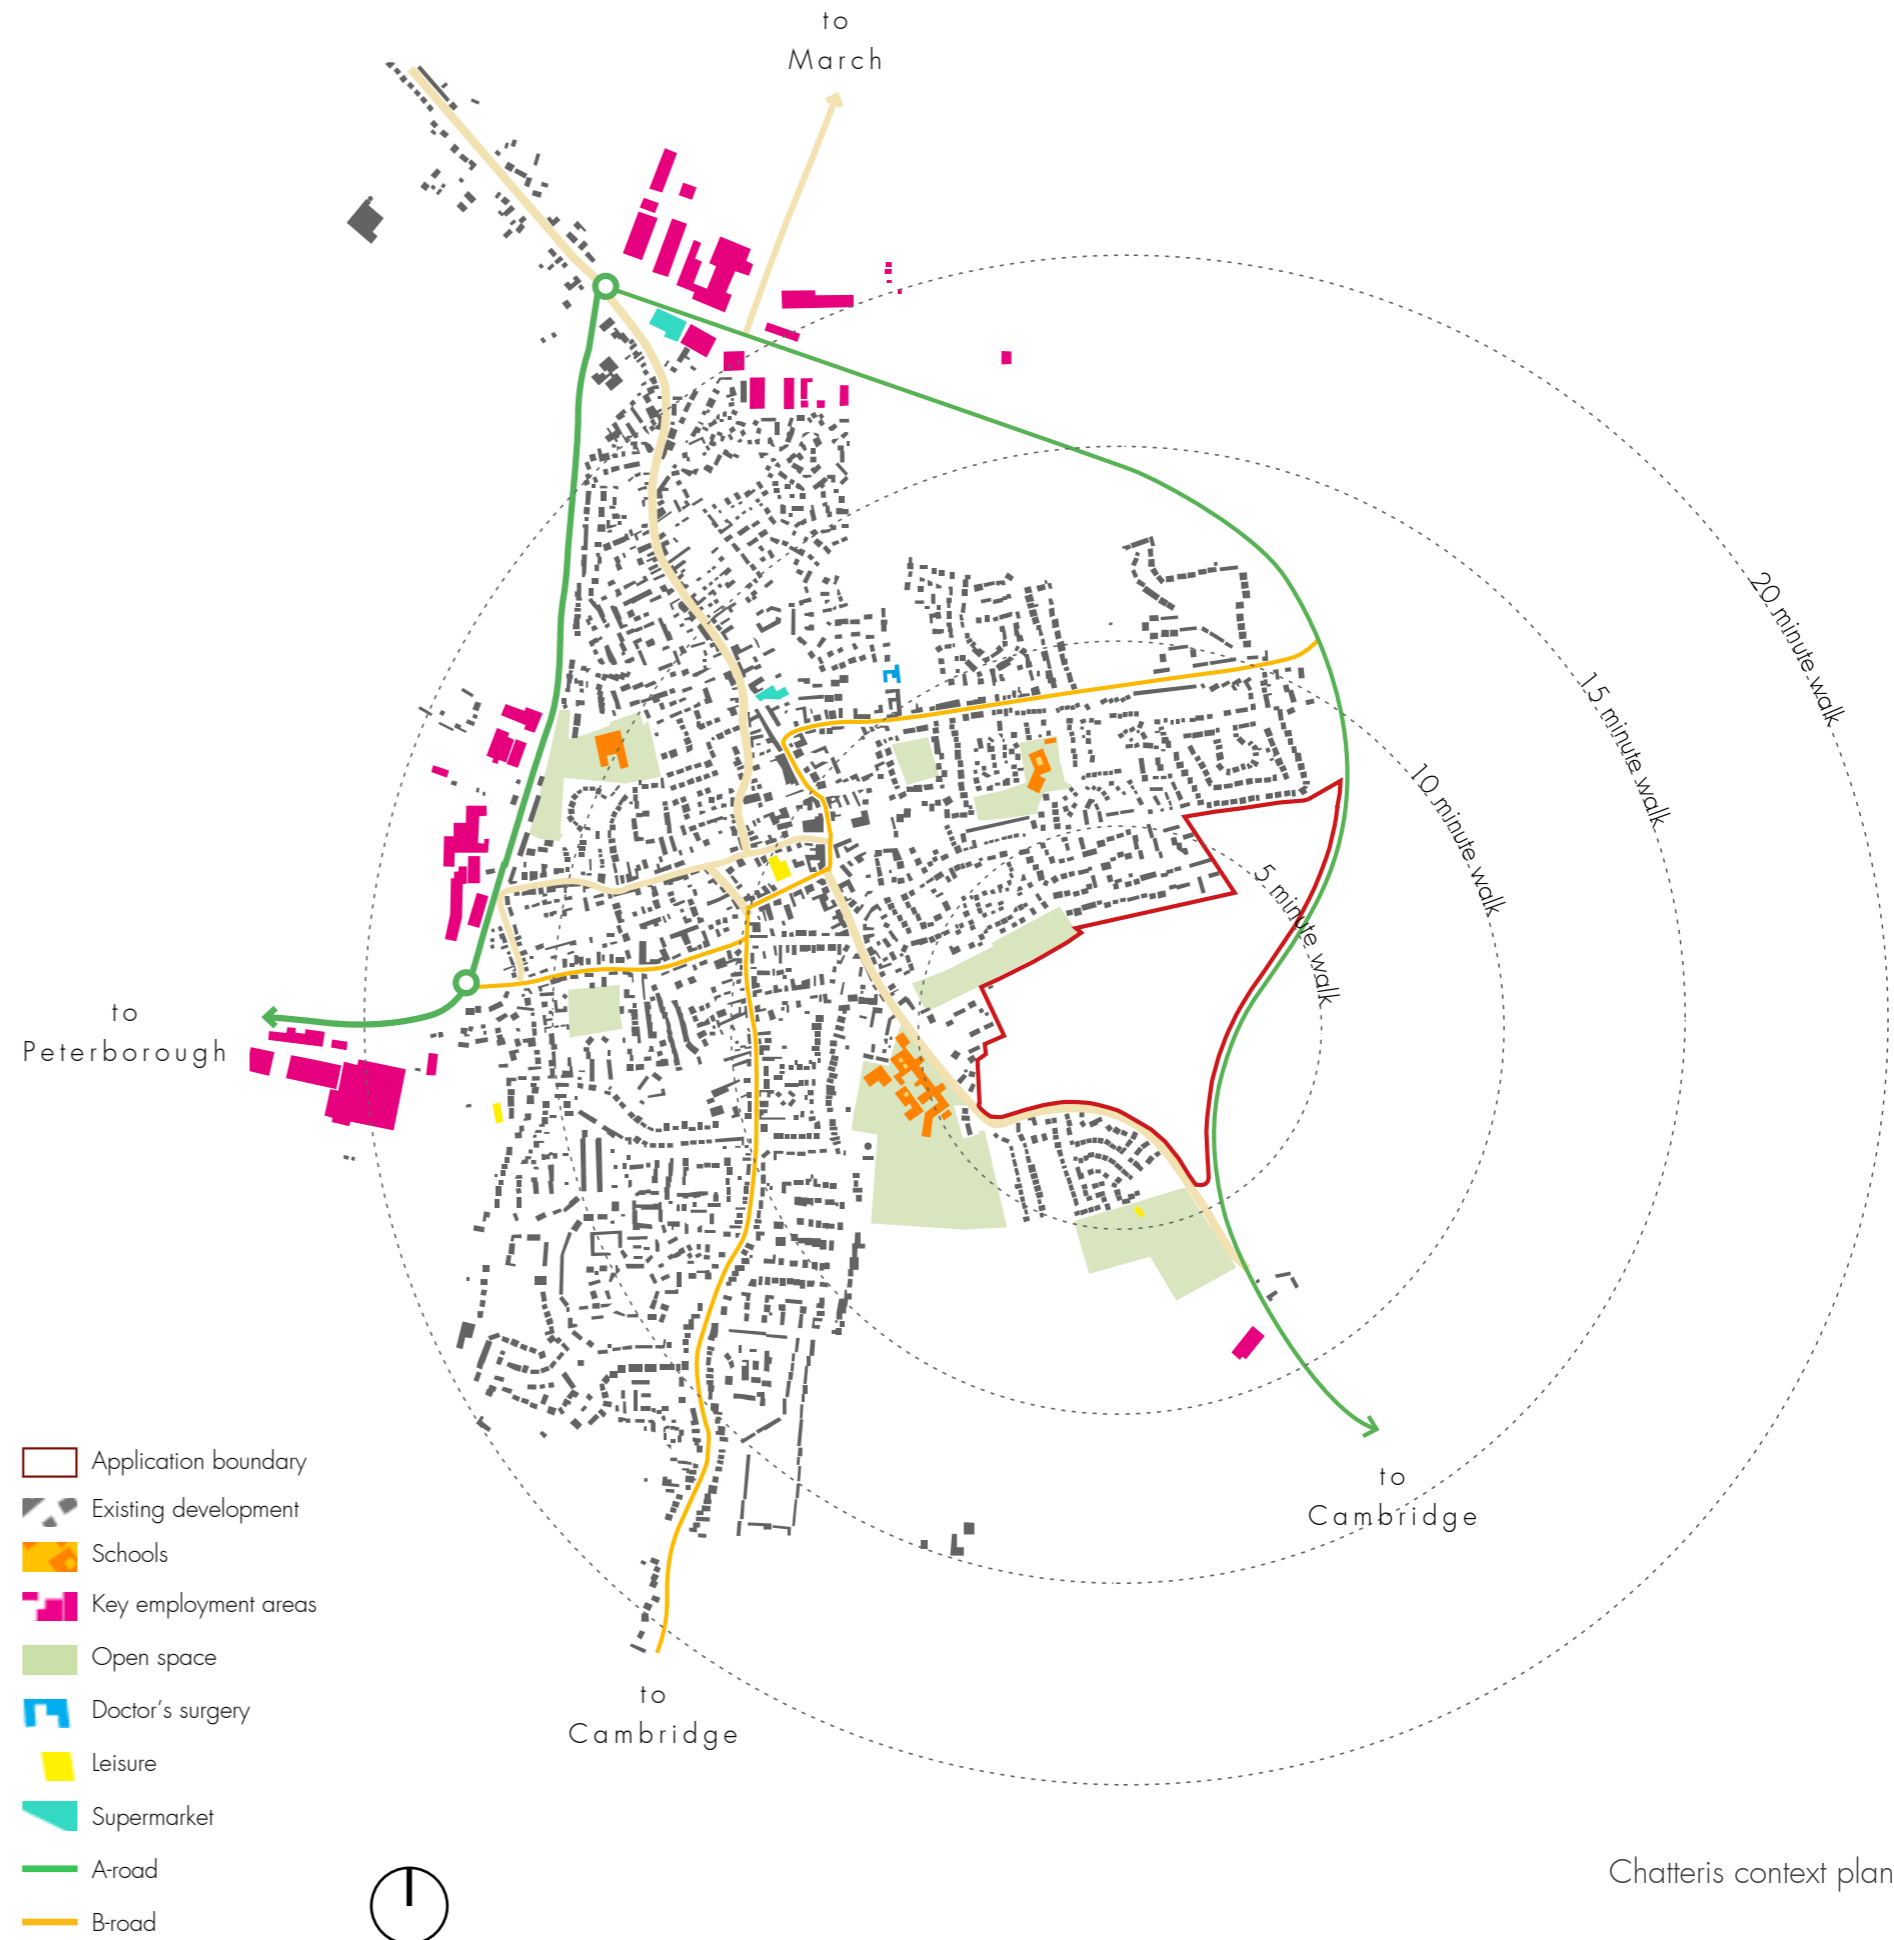 to
March
20 minute walk
15 minute walk
10 minute walk
5 minute walk
to
Peterborough
to
Cambridge
to
Cambridge
Application boundary
Existing development
Schools
Key employment areas
Open space
Doctor's surgery
Leisure
Supermarket
A-road
B-road
Chatteris context plan